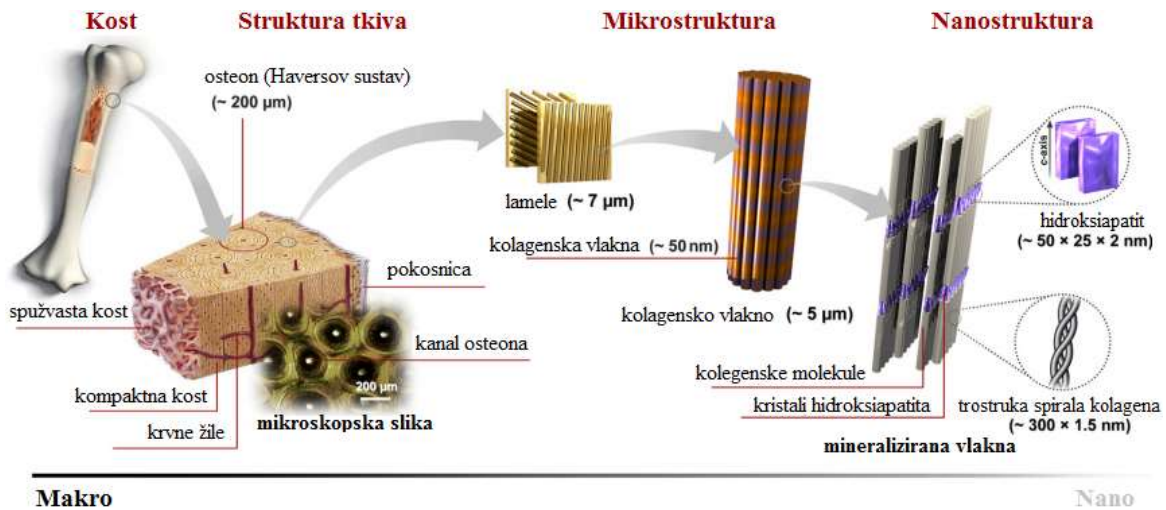 Kost
Struktura tkiva
Mikrostruktura
Nanostruktura
osteon (Haversov sustav)
(~ 200 µm)
lamele (~ 7 µm)
kolagenska vlakna (~ 50 nm)
kolagensko vlakno (~ 5 µm)
c-axis
hidroksiapatit
(~ 50 × 25 × 2 nm)
pokosnica
spužvasta kost
kanal osteona
200 µm
kompaktna kost
mikroskopska slika
krvne žile
kolegenske molekule
kristali hidroksiapatita
trostruka spirala kolagena
(~ 300 × 1.5 nm)
mineralizirana vlakna
Makro
Nano